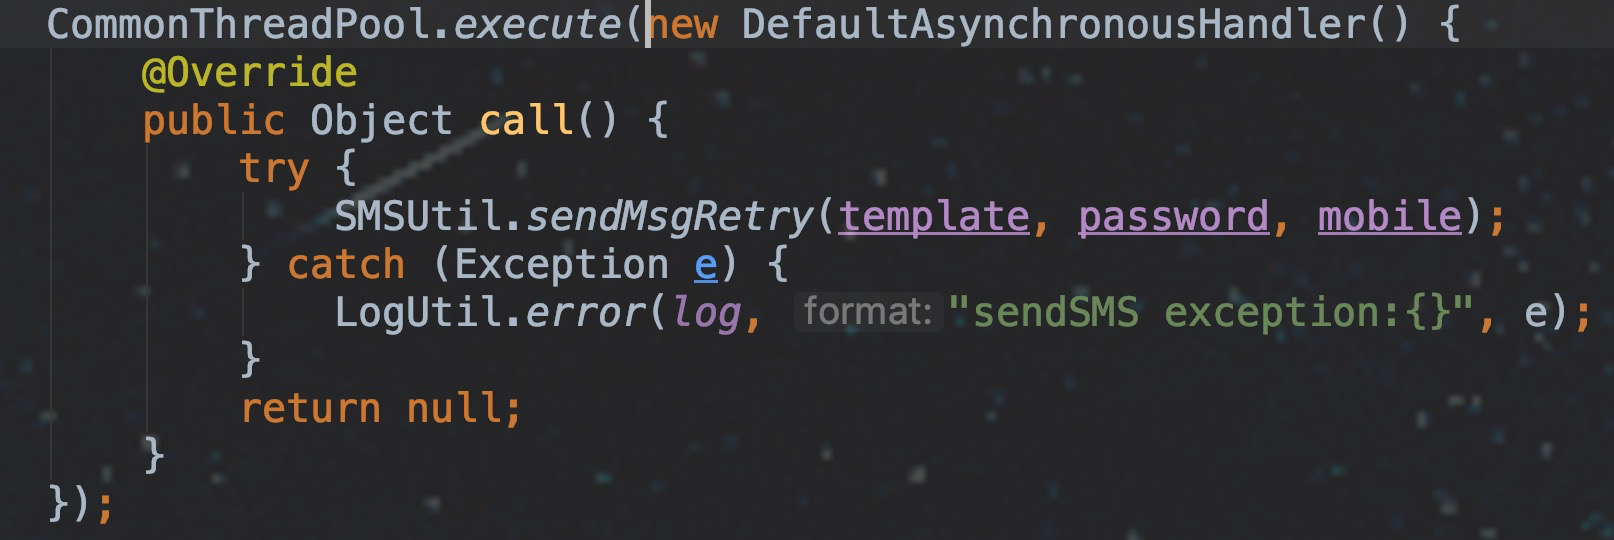 CommonThreadPool.execute(new DefaultAsynchronousHandler() {
    @Override
    public Object call() {
        try {
            SMSUtil.sendMsgRetry(template, password, mobile);
        } catch (Exception e) {
            LogUtil.error(log, format: "sendSMS exception:{}", e);
        }
        return null;
    }
});